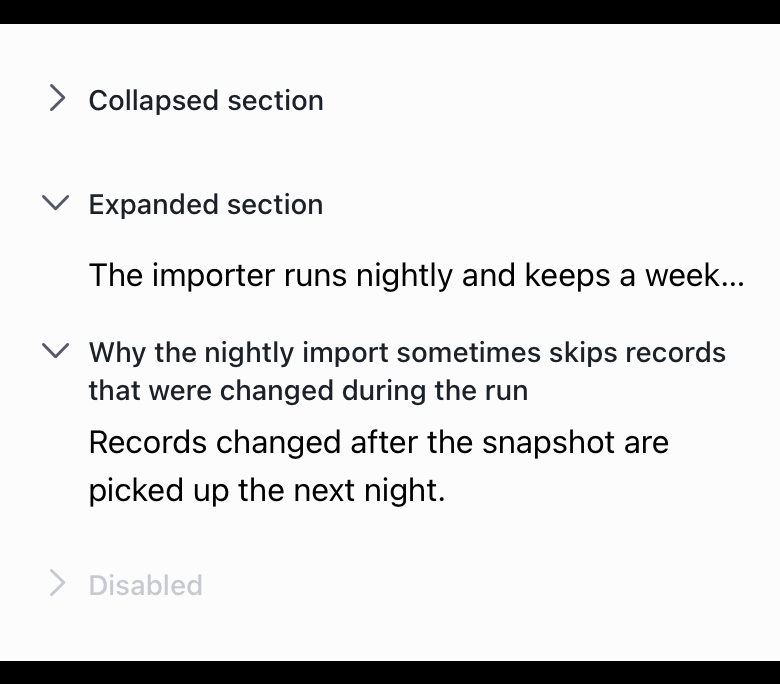 Collapsed section
Expanded section
The importer runs nightly and keeps a week...
Why the nightly import sometimes skips records
that were changed during the run
Records changed after the snapshot are
picked up the next night.
Disabled